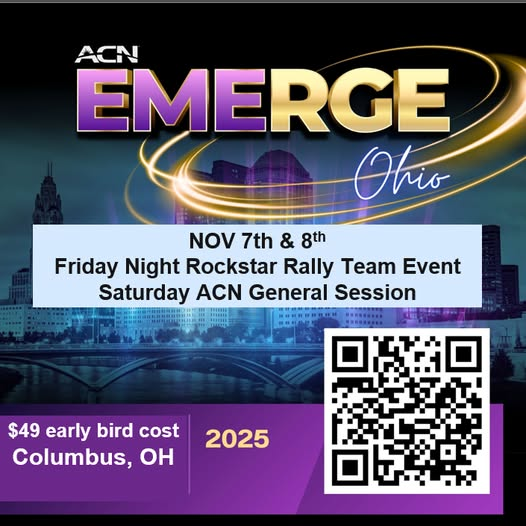 ACN
EMERGE
Ohio
NOV 7th & 8th
Friday Night Rockstar Rally Team Event
Saturday ACN General Session
$49 early bird cost
Columbus, OH
2025